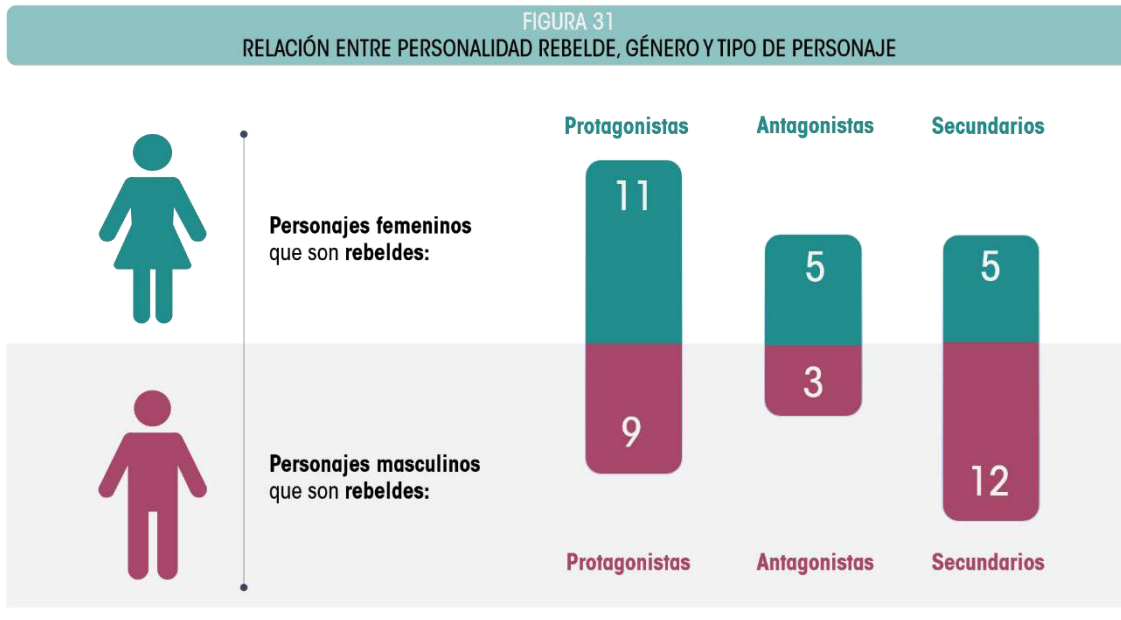 FIGURA 31
RELACIÓN ENTRE PERSONALIDAD REBELDE, GÉNERO Y TIPO DE PERSONAJE
Protagonistas Antagonistas Secundarios
11 5 5
Personajes femeninos
que son rebeldes:
3
9
Personajes masculinos
que son rebeldes:
12
Protagonistas Antagonistas Secundarios